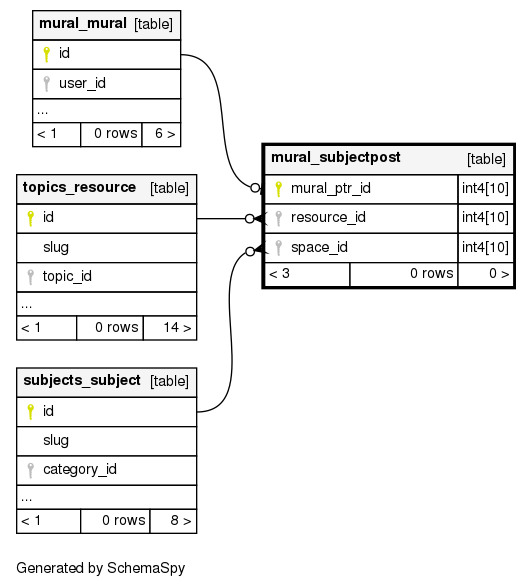 mural_mural [table]
id
user_id
...
< 1 0 rows 6 >
mural_subjectpost [table]
mural_ptr_id int4[10]
resource_id int4[10]
space_id int4[10]
< 3 0 rows 0 >
topics_resource [table]
id
slug
topic_id
...
< 1 0 rows 14 >
subjects_subject [table]
id
slug
category_id
...
< 1 0 rows 8 >
Generated by SchemaSpy